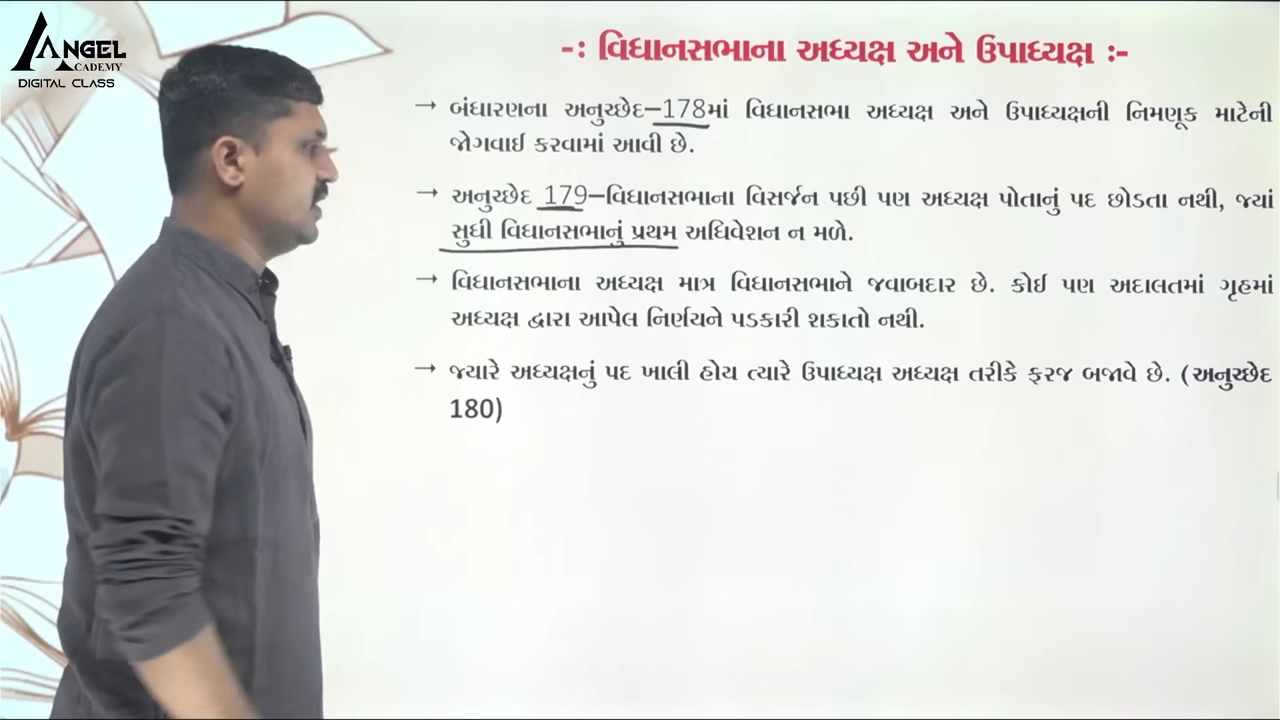 ANGEL
ACADEMY
DIGITAL CLASS
-: વિધાનસભાના અધ્યક્ષ અને ઉપાધ્યક્ષ :-
→ બંધારણના અનુચ્છેદ–178માં વિધાનસભા અધ્યક્ષ અને ઉપાધ્યક્ષની નિમણૂક માટેની
જોગવાઈ કરવામાં આવી છે.
→ અનુચ્છેદ 179–વિધાનસભાના વિસર્જન પછી પણ અધ્યક્ષ પોતાનું પદ છોડતા નથી, જ્યાં
સુધી વિધાનસભાનું પ્રથમ અધિવેશન ન મળે.
→ વિધાનસભાના અધ્યક્ષ માત્ર વિધાનસભાને જવાબદાર છે. કોઈ પણ અદાલતમાં ગૃહમાં
અધ્યક્ષ દ્વારા આપેલ નિર્ણયને પડકારી શકાતો નથી.
→ જ્યારે અધ્યક્ષનું પદ ખાલી હોય ત્યારે ઉપાધ્યક્ષ અધ્યક્ષ તરીકે ફરજ બજાવે છે. (અનુચ્છેદ
180)